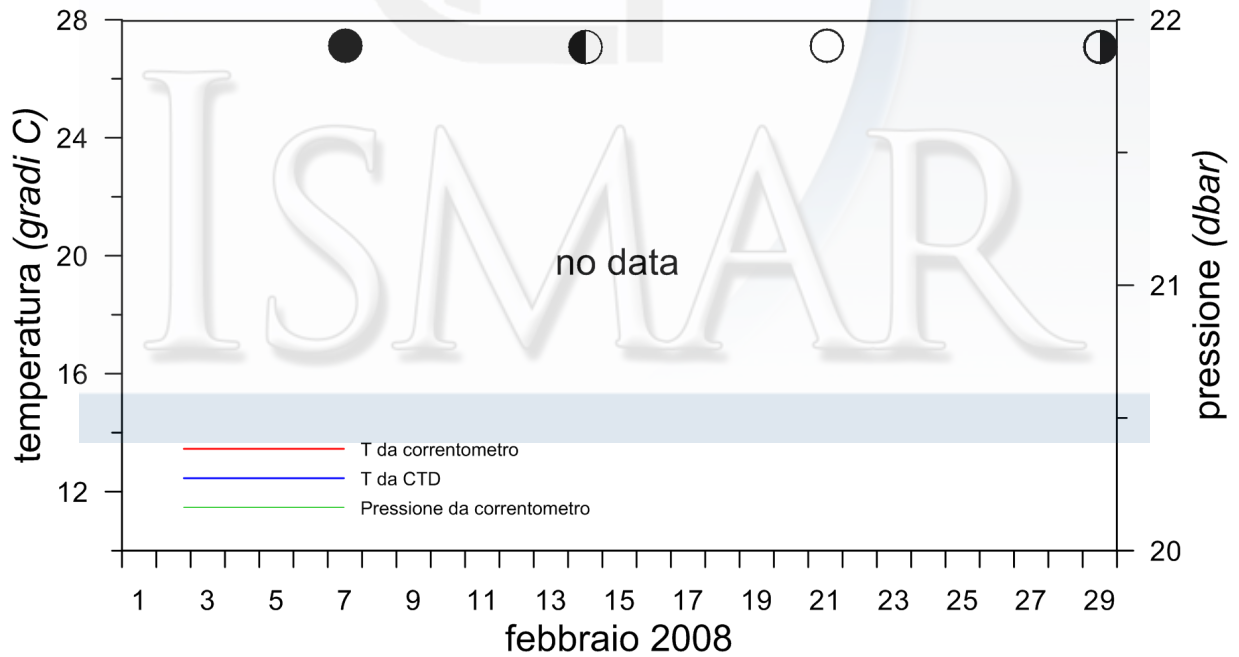 28
24
20
16
12
temperatura (gradi C)
22
21
20
pressione (dbar)
ISMAR
no data
T da correntometro
T da CTD
Pressione da correntometro
1 3 5 7 9 11 13 15 17 19 21 23 25 27 29
febbraio 2008